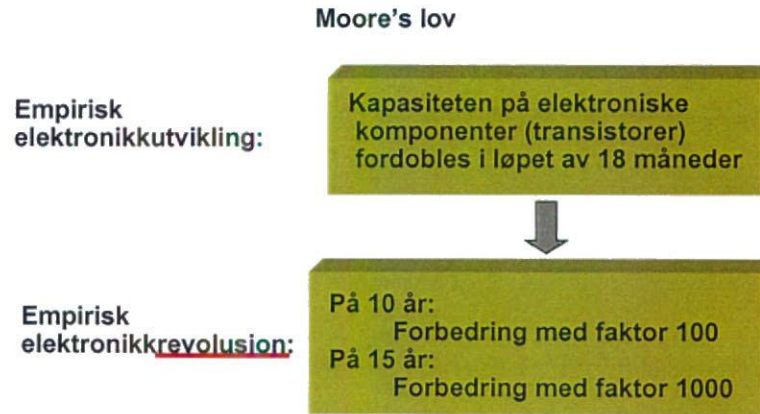 Moore's lov
Empirisk
elektronikkutvikling:
Kapasiteten på elektroniske
komponenter (transistorer)
fordobles i løpet av 18 måneder
Empirisk
elektronikkrevolusjon:
På 10 år:
Forbedring med faktor 100
På 15 år:
Forbedring med faktor 1000